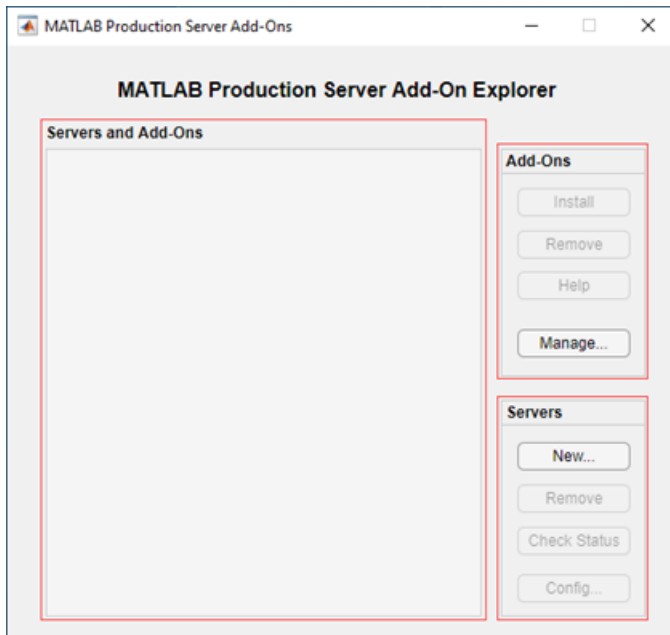 MATLAB Production Server Add-Ons
MATLAB Production Server Add-On Explorer
Servers and Add-Ons
Add-Ons
Install
Remove
Help
Manage...
Servers
New...
Remove
Check Status
Config...